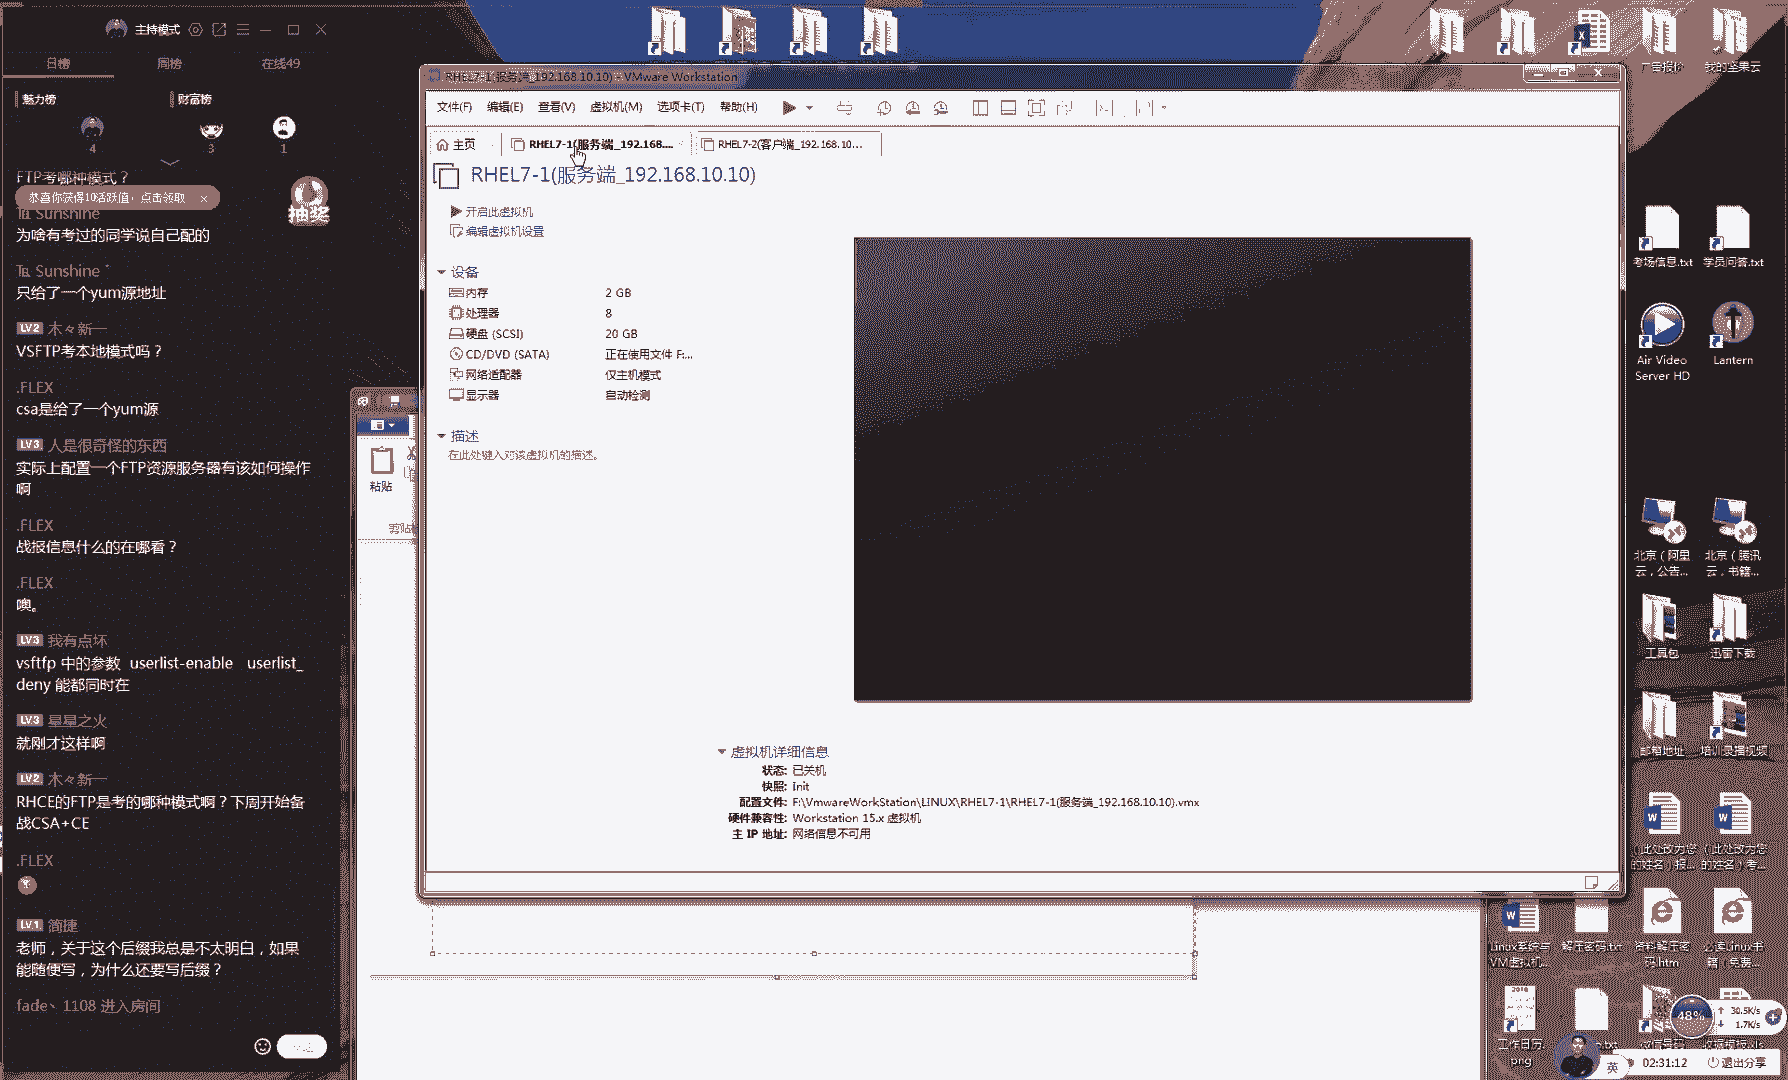 主持模式
日榜 周榜 在线49
魅力榜 财富榜
4 3 1
FTP考哪种模式？
恭喜你获得10活跃值，点击领取 ×
抽奖
Sunshine
为啥有考过的同学说自己配的
Sunshine
只给了一个yum源地址
LV2 木々新一
VSFTP考本地模式吗？
.FLEX
csa是给了一个yum源
LV3 人是很奇怪的东西
实际上配置一个FTP资源服务器有该如何操作
啊
.FLEX
战报信息什么的在哪看？
.FLEX
噢。
LV3 我有点坏
vsftfp 中的参数 userlist-enable userlist_
deny 能都同时在
LV3 星星之火
就刚才这样啊
LV2 木々新一
RHCE的FTP是考的哪种模式啊？下周开始备
战CSA+CE
.FLEX
LV1 简捷
老师，关于这个后缀我总是不太明白，如果
能随便写，为什么还要写后缀？
fade、1108 进入房间
粘贴
RHEL7-1(服务端_192.168.10.10) - VMware Workstation
文件(F) 编辑(E) 查看(V) 虚拟机(M) 选项卡(T) 帮助(H)
主页
RHEL7-1(服务端_192.168....
RHEL7-2(客户端_192.168.10...
RHEL7-1(服务端_192.168.10.10)
开启此虚拟机
编辑虚拟机设置
设备
内存 2 GB
处理器 8
硬盘 (SCSI) 20 GB
CD/DVD (SATA) 正在使用文件 F:...
网络适配器 仅主机模式
显示器 自动检测
描述
在此处键入对该虚拟机的描述。
虚拟机详细信息
状态: 已关机
快照: Init
配置文件: F:\VmwareWorkStation\LINUX\RHEL7-1\RHEL7-1(服务端_192.168.10.10).vmx
硬件兼容性: Workstation 15.x 虚拟机
主 IP 地址: 网络信息不可用
我的坚果云
考场信息.txt 学员问答.txt
Air Video
Server HD
Lantern
北京（阿里
云，公告...
北京（腾讯
云，书籍...
工具包 迅雷下载
邮箱地址 培训录播视频
（此处改为您
的姓名）报...
（此处改为您
的姓名）考...
Linux系统与
VM虚拟机...
解压密码.txt
资料解压密
码.htm
必读Linux书
籍（免费...
工作日历.
png
48%
30.5K/s
1.7K/s
英
02:31:12
退出分享